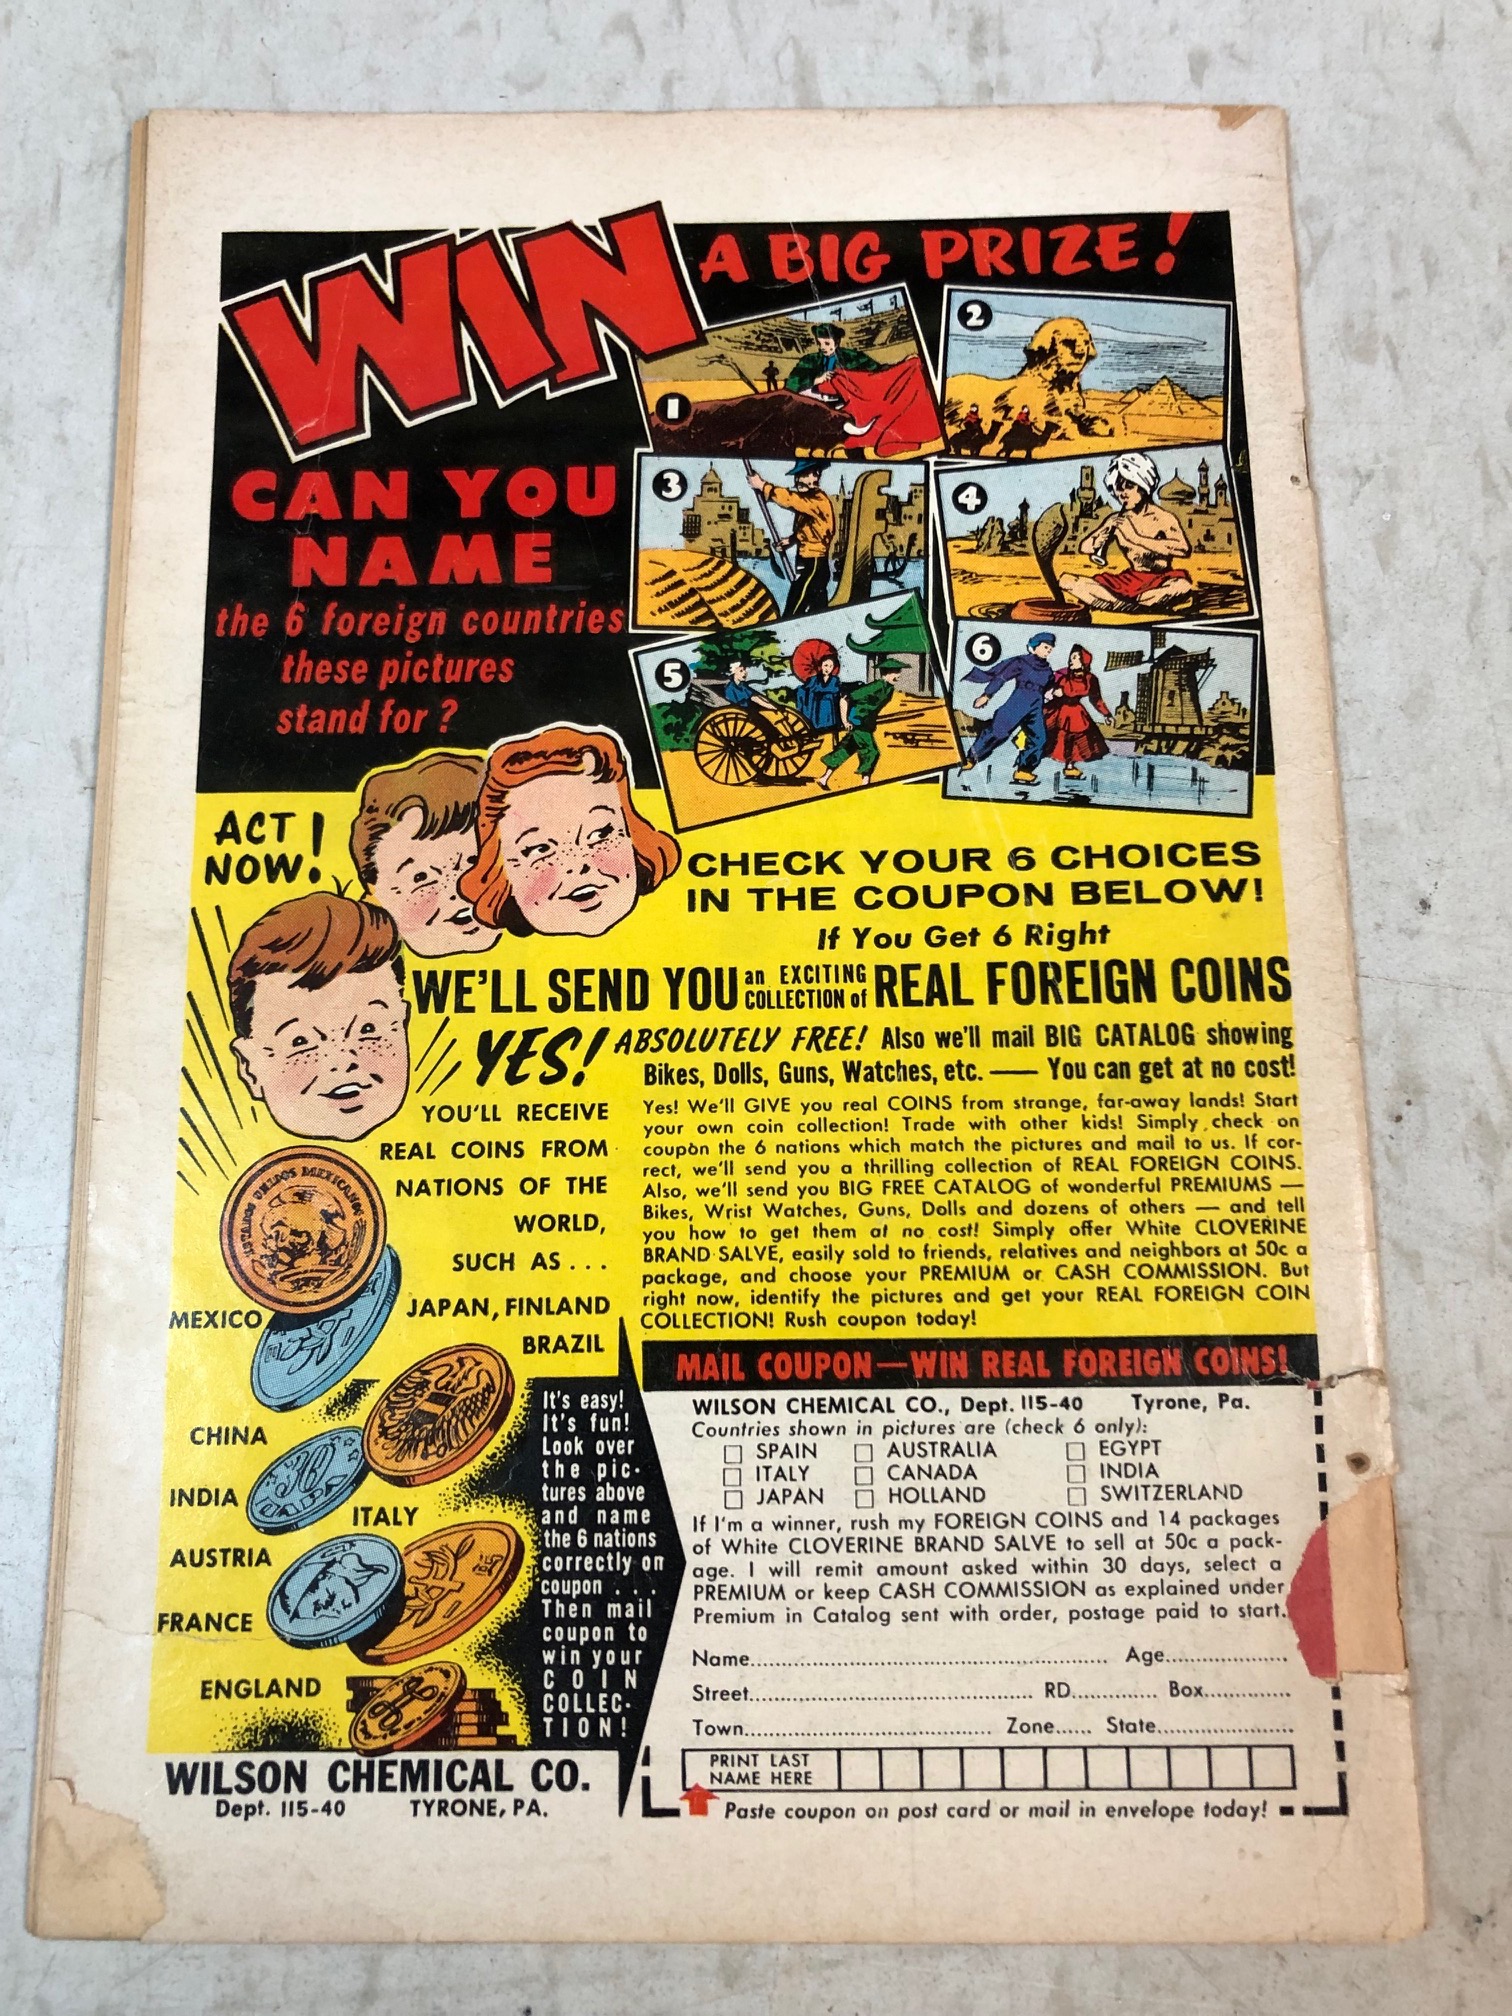 WIN A BIG PRIZE!
CAN YOU
NAME
the 6 foreign countries
these pictures
stand for?
1
2
3
4
5
6
ACT
NOW!
CHECK YOUR 6 CHOICES
IN THE COUPON BELOW!
If You Get 6 Right
WE'LL SEND YOU an EXCITING COLLECTION of REAL FOREIGN COINS
YES! ABSOLUTELY FREE! Also we'll mail BIG CATALOG showing
Bikes, Dolls, Guns, Watches, etc. — You can get at no cost!
YOU'LL RECEIVE
REAL COINS FROM
NATIONS OF THE
WORLD,
SUCH AS...
JAPAN, FINLAND
BRAZIL
Yes! We'll GIVE you real COINS from strange, far-away lands! Start
your own coin collection! Trade with other kids! Simply check on
coupon the 6 nations which match the pictures and mail to us. If cor-
rect, we'll send you a thrilling collection of REAL FOREIGN COINS.
Also, we'll send you BIG FREE CATALOG of wonderful PREMIUMS —
Bikes, Wrist Watches, Guns, Dolls and dozens of others — and tell
you how to get them at no cost! Simply offer White CLOVERINE
BRAND SALVE, easily sold to friends, relatives and neighbors at 50c a
package, and choose your PREMIUM or CASH COMMISSION. But
right now, identify the pictures and get your REAL FOREIGN COIN
COLLECTION! Rush coupon today!
ESTADOS UNIDOS MEXICANOS
MEXICO
CHINA
INDIA
ITALY
AUSTRIA
FRANCE
ENGLAND
It's easy!
It's fun!
Look over
the pic-
tures above
and name
the 6 nations
correctly on
coupon...
Then mail
coupon to
win your
COIN
COLLEC-
TION!
WILSON CHEMICAL CO.
Dept. 115-40 TYRONE, PA.
MAIL COUPON—WIN REAL FOREIGN COINS!
WILSON CHEMICAL CO., Dept. 115-40 Tyrone, Pa.
Countries shown in pictures are (check 6 only):
☐ SPAIN ☐ AUSTRALIA ☐ EGYPT
☐ ITALY ☐ CANADA ☐ INDIA
☐ JAPAN ☐ HOLLAND ☐ SWITZERLAND
If I'm a winner, rush my FOREIGN COINS and 14 packages
of White CLOVERINE BRAND SALVE to sell at 50c a pack-
age. I will remit amount asked within 30 days, select a
PREMIUM or keep CASH COMMISSION as explained under
Premium in Catalog sent with order, postage paid to start.
Name.......... Age..........
Street.......... RD.......... Box..........
Town.......... Zone...... State..........
PRINT LAST
NAME HERE
Paste coupon on post card or mail in envelope today!